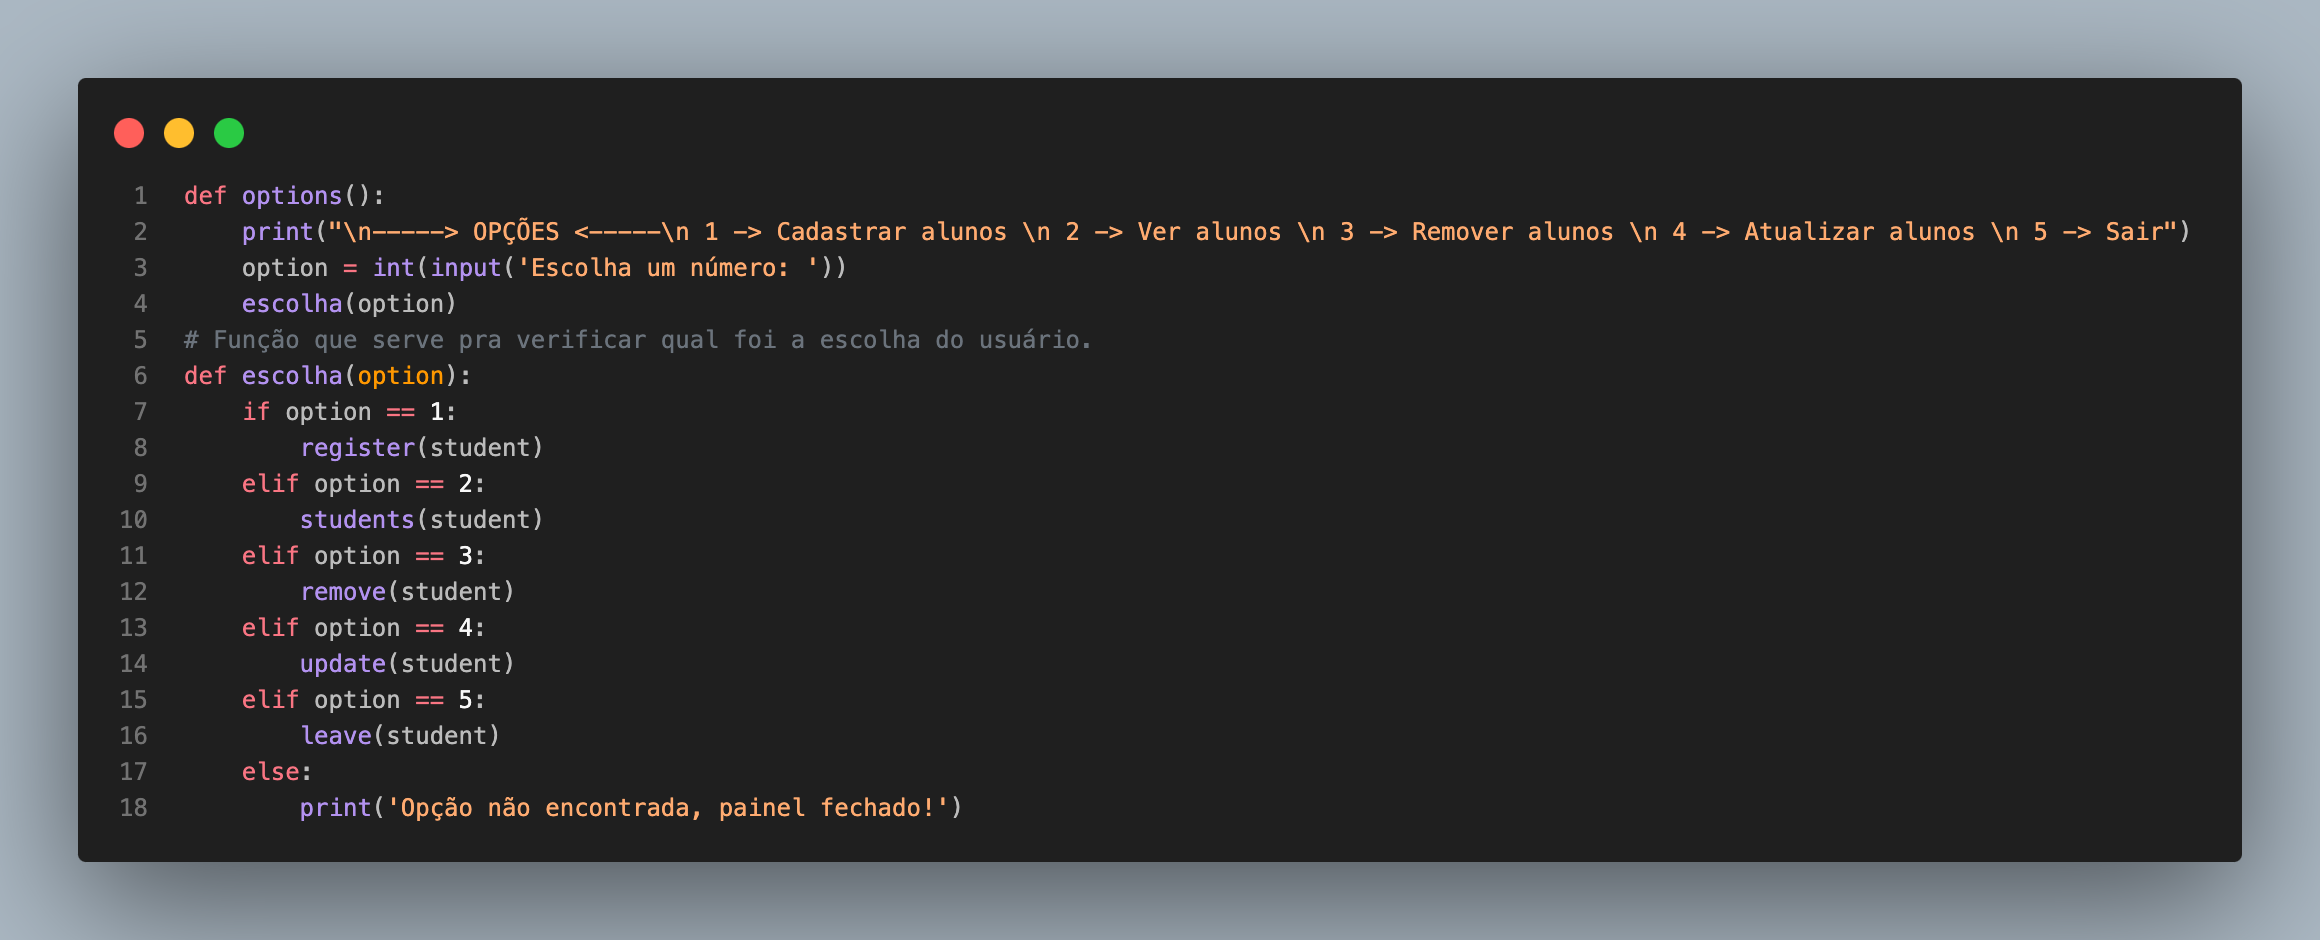 1 def options():
2     print("\n-----> OPÇÕES <-----\n 1 -> Cadastrar alunos \n 2 -> Ver alunos \n 3 -> Remover alunos \n 4 -> Atualizar alunos \n 5 -> Sair")
3     option = int(input('Escolha um número: '))
4     escolha(option)
5 # Função que serve pra verificar qual foi a escolha do usuário.
6 def escolha(option):
7     if option == 1:
8         register(student)
9     elif option == 2:
10         students(student)
11     elif option == 3:
12         remove(student)
13     elif option == 4:
14         update(student)
15     elif option == 5:
16         leave(student)
17     else:
18         print('Opção não encontrada, painel fechado!')